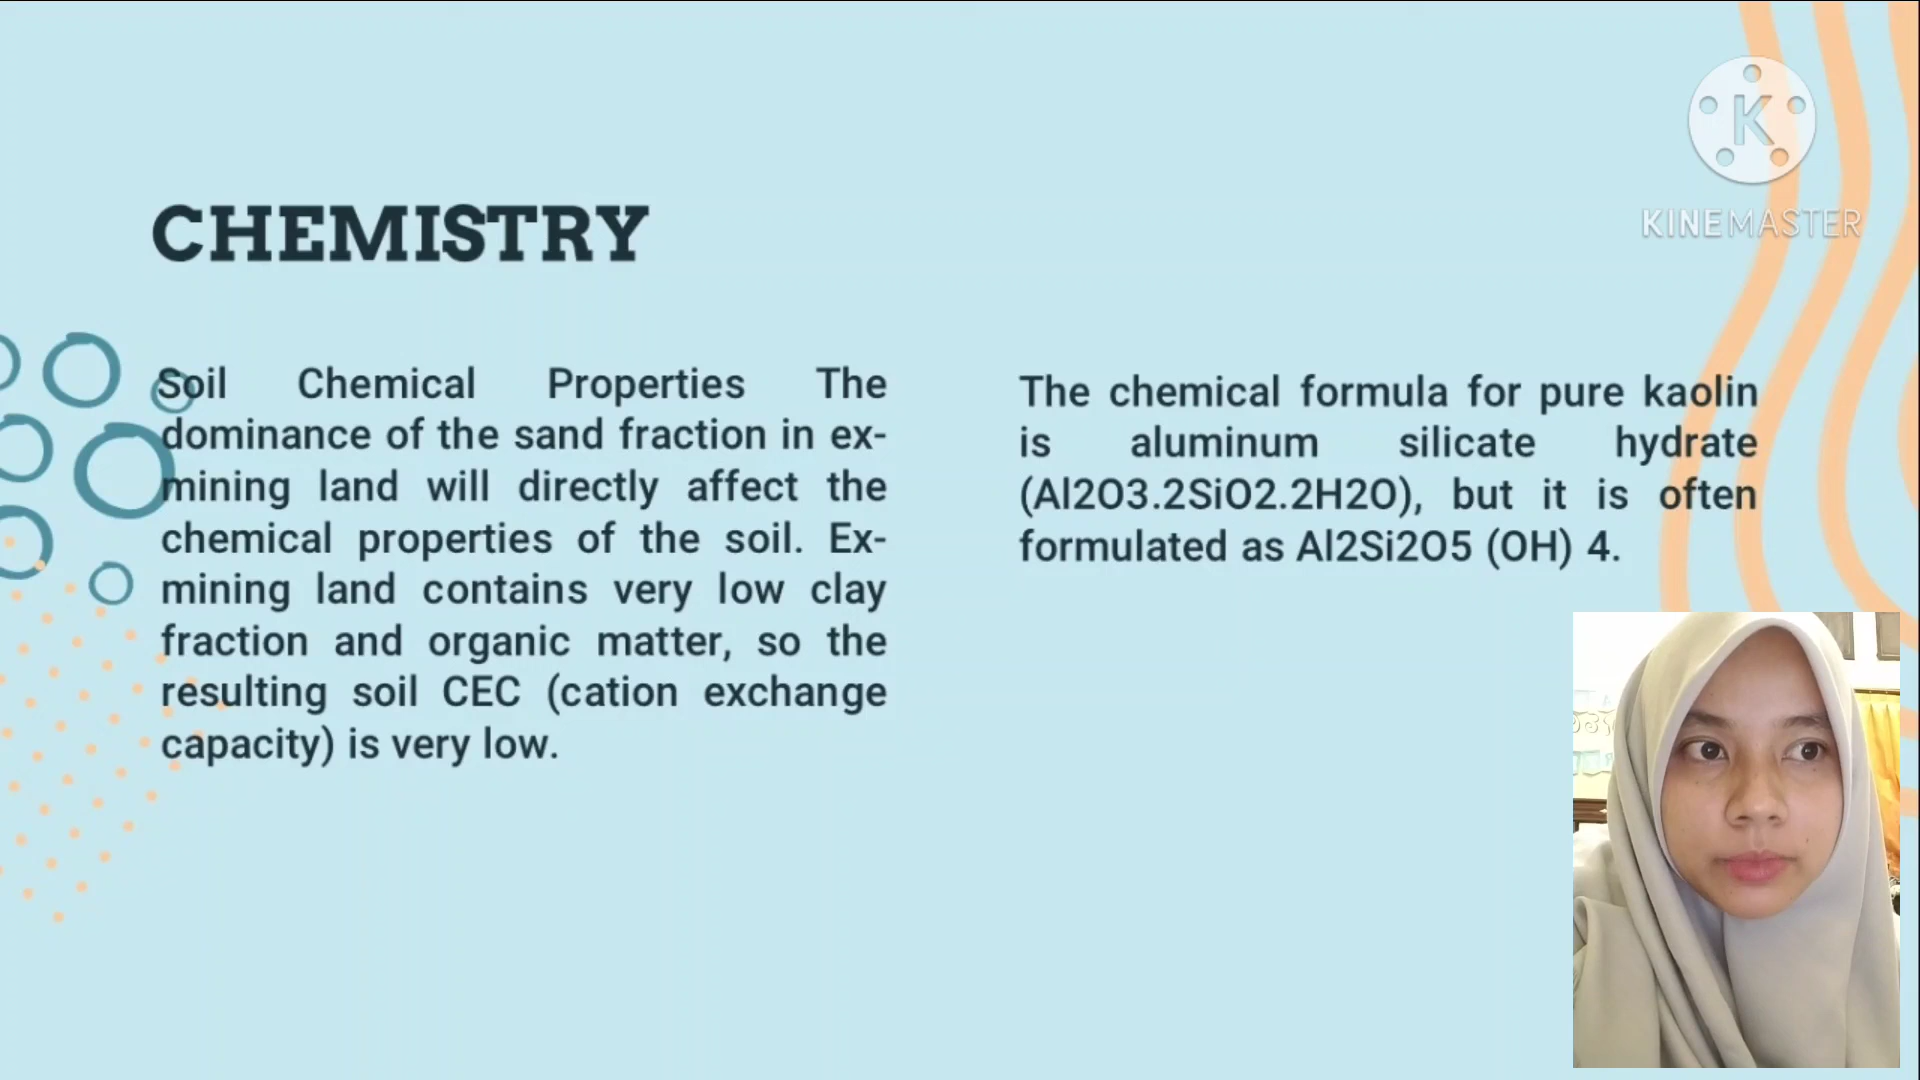 CHEMISTRY
Soil Chemical Properties The
dominance of the sand fraction in ex-
mining land will directly affect the
chemical properties of the soil. Ex-
mining land contains very low clay
fraction and organic matter, so the
resulting soil CEC (cation exchange
capacity) is very low.
The chemical formula for pure kaolin
is aluminum silicate hydrate
(Al2O3.2SiO2.2H2O), but it is often
formulated as Al2Si2O5 (OH) 4.
K
KINEMASTER